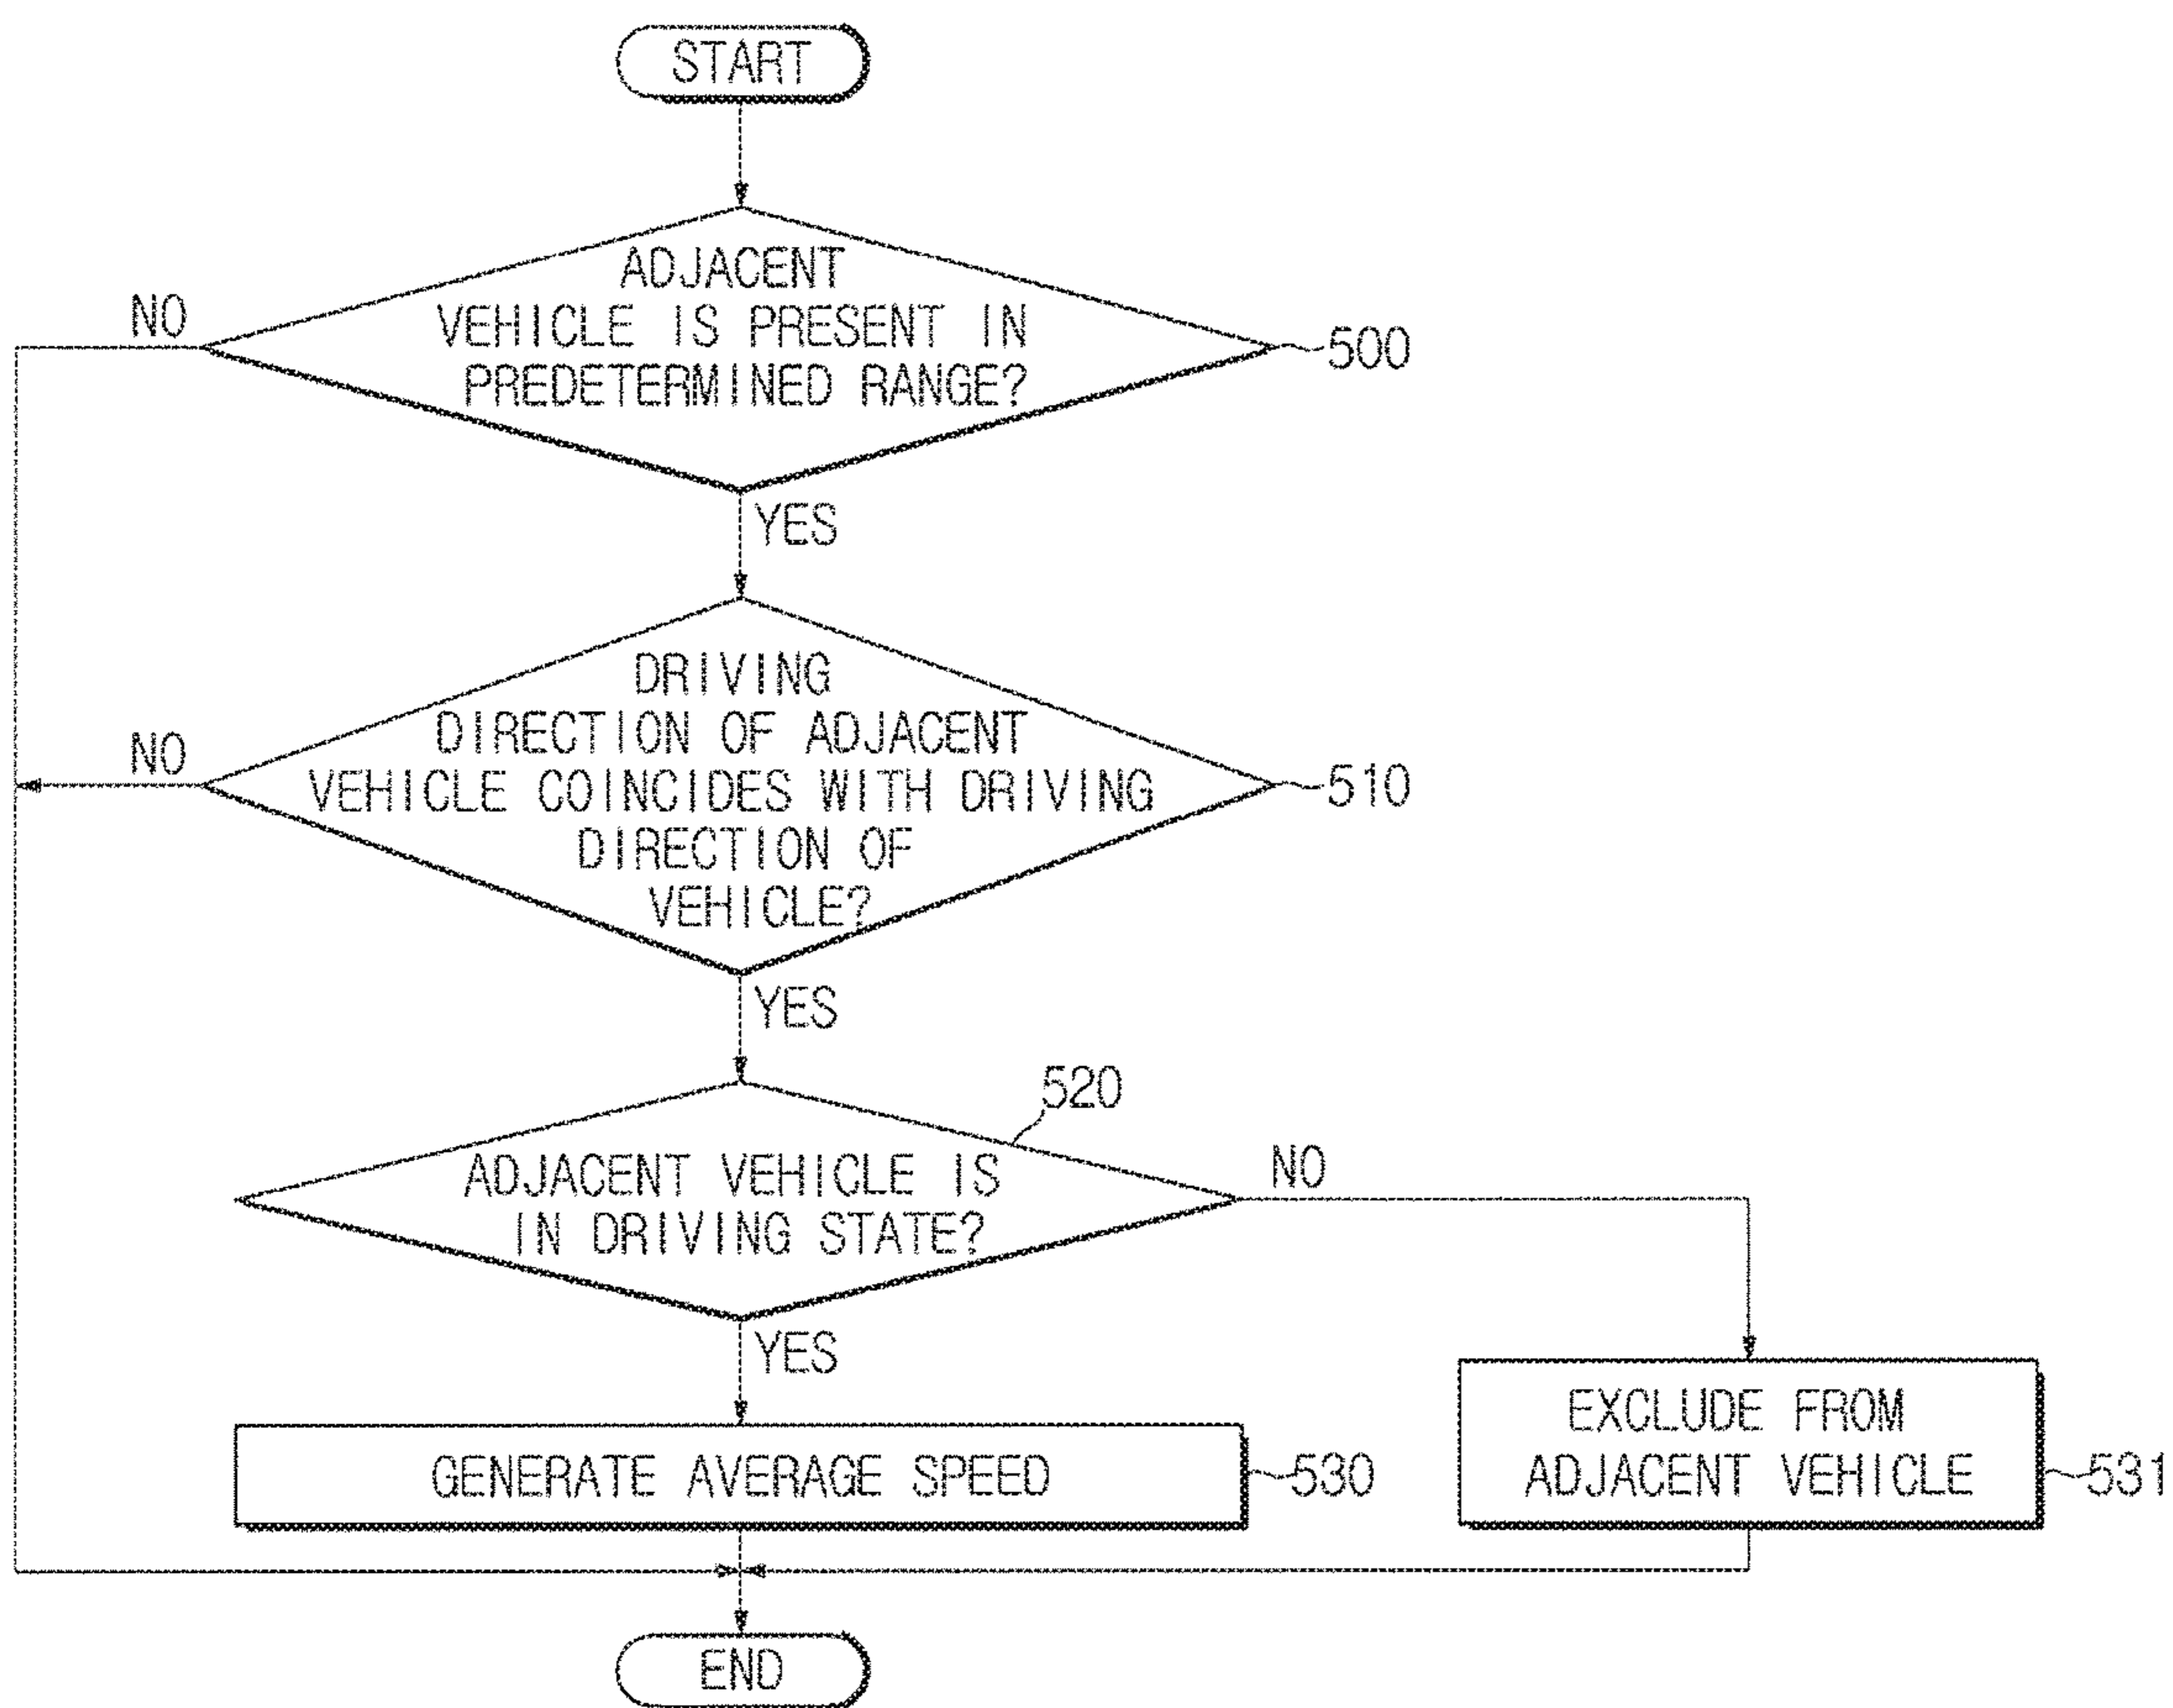 START
ADJACENT
VEHICLE IS PRESENT IN
PREDETERMINED RANGE?
NO
500
YES
DRIVING
DIRECTION OF ADJACENT
VEHICLE COINCIDES WITH DRIVING
DIRECTION OF
VEHICLE?
NO
510
YES
520
ADJACENT VEHICLE IS
IN DRIVING STATE?
NO
YES
GENERATE AVERAGE SPEED
530
EXCLUDE FROM
ADJACENT VEHICLE
531
END